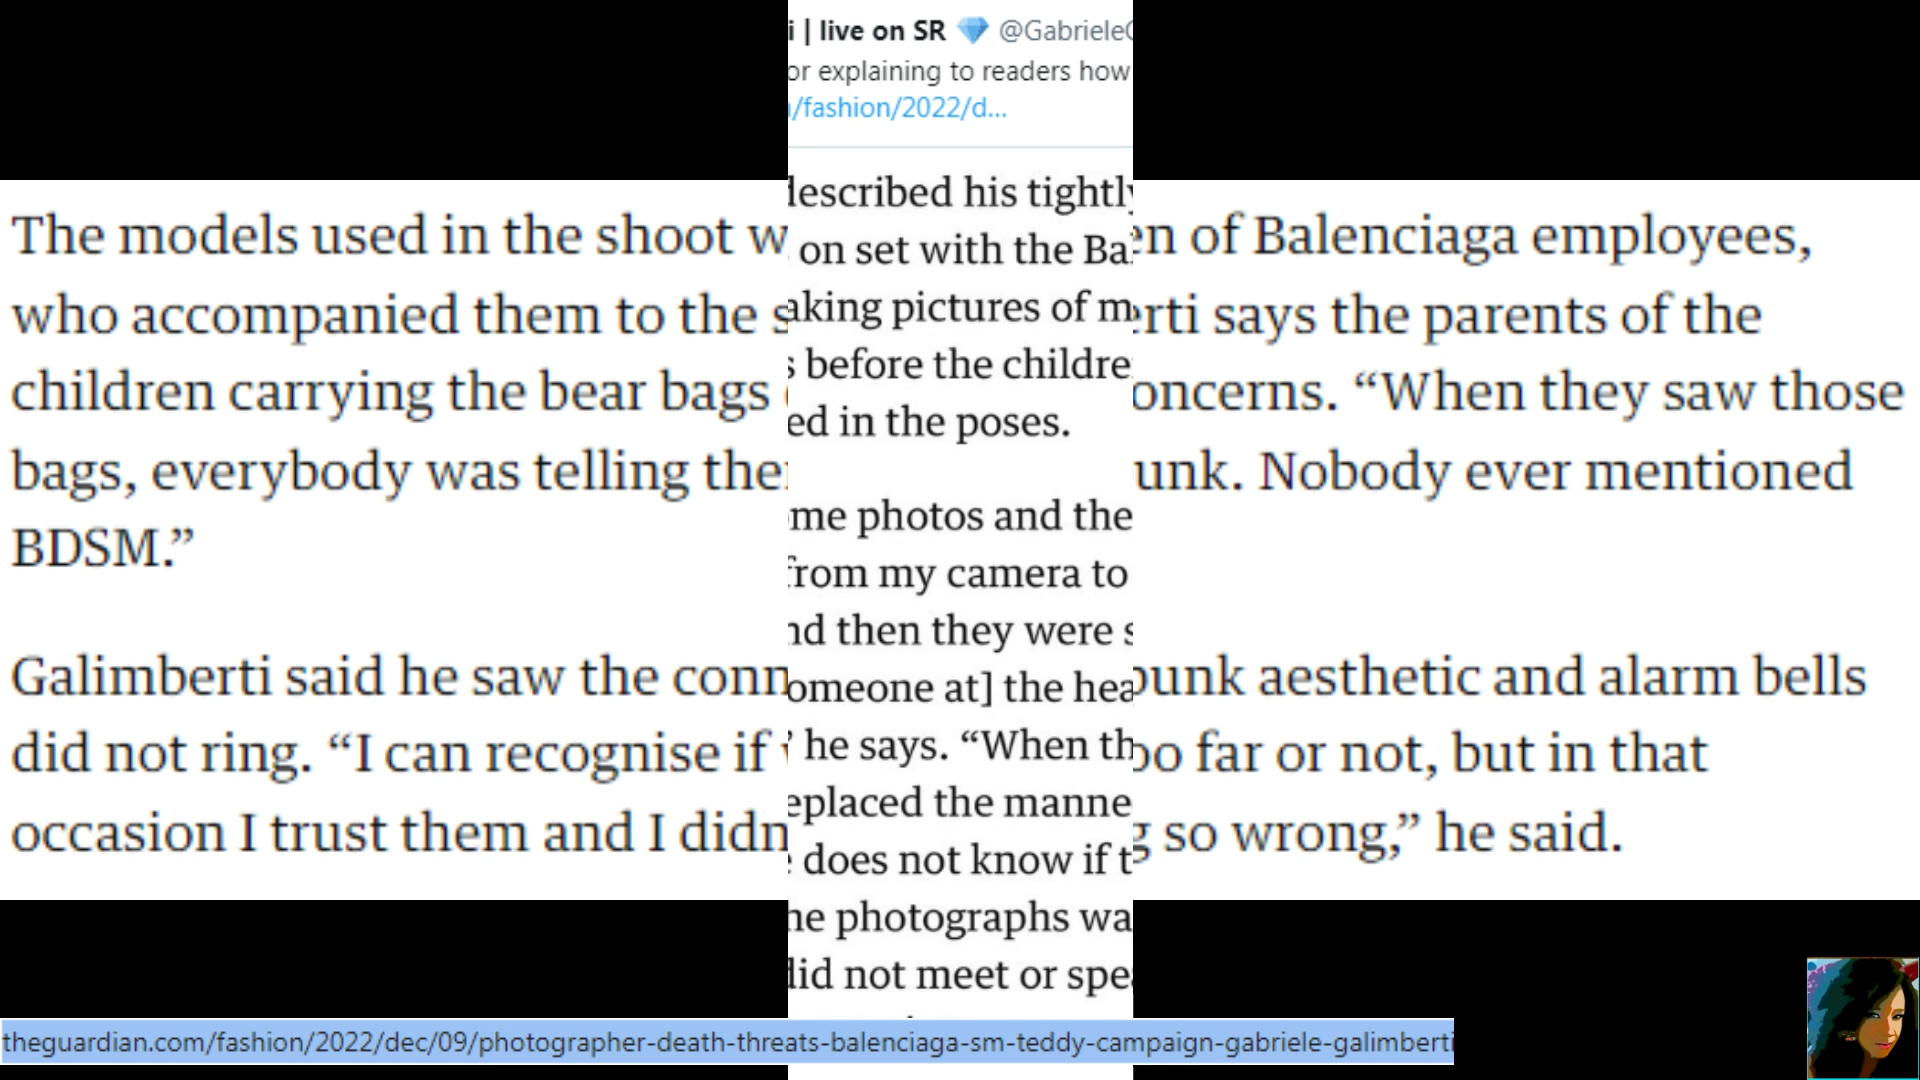 i | live on SR 💎 @Gabriele
or explaining to readers how
/fashion/2022/d...
described his tightly
on set with the Ba
aking pictures of m
s before the childre
ed in the poses.
me photos and the
from my camera to
nd then they were s
omeone at] the hea
he says. “When th
eplaced the manne
does not know if t
he photographs wa
did not meet or spe
The models used in the shoot w
who accompanied them to the s
children carrying the bear bags
bags, everybody was telling the
BDSM.”
Galimberti said he saw the conn
did not ring. “I can recognise if
occasion I trust them and I didn
en of Balenciaga employees,
erti says the parents of the
oncerns. “When they saw those
unk. Nobody ever mentioned
punk aesthetic and alarm bells
oo far or not, but in that
g so wrong,” he said.
theguardian.com/fashion/2022/dec/09/photographer-death-threats-balenciaga-sm-teddy-campaign-gabriele-galimberti